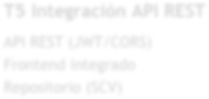 T5 Integración API REST
API REST (JWT/CORS)
Frontend integrado
Repositorio (SCV)